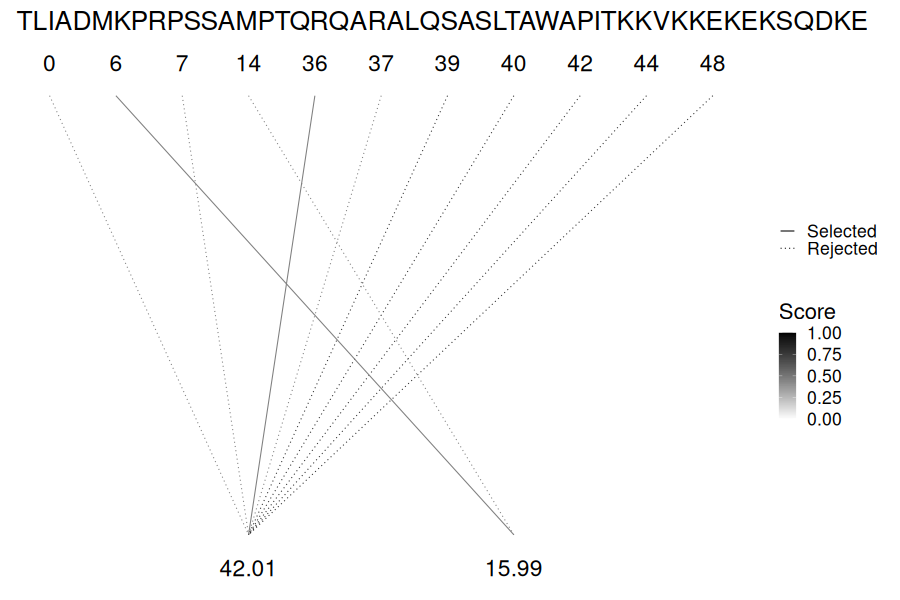 TLIADMKPRPSSAMPTQRQARALQSASLTAWAPITKKVKKEKEKSQDKE
0 6 7 14 36 37 39 40 42 44 48
Selected
Rejected
Score
1.00
0.75
0.50
0.25
0.00
42.01 15.99